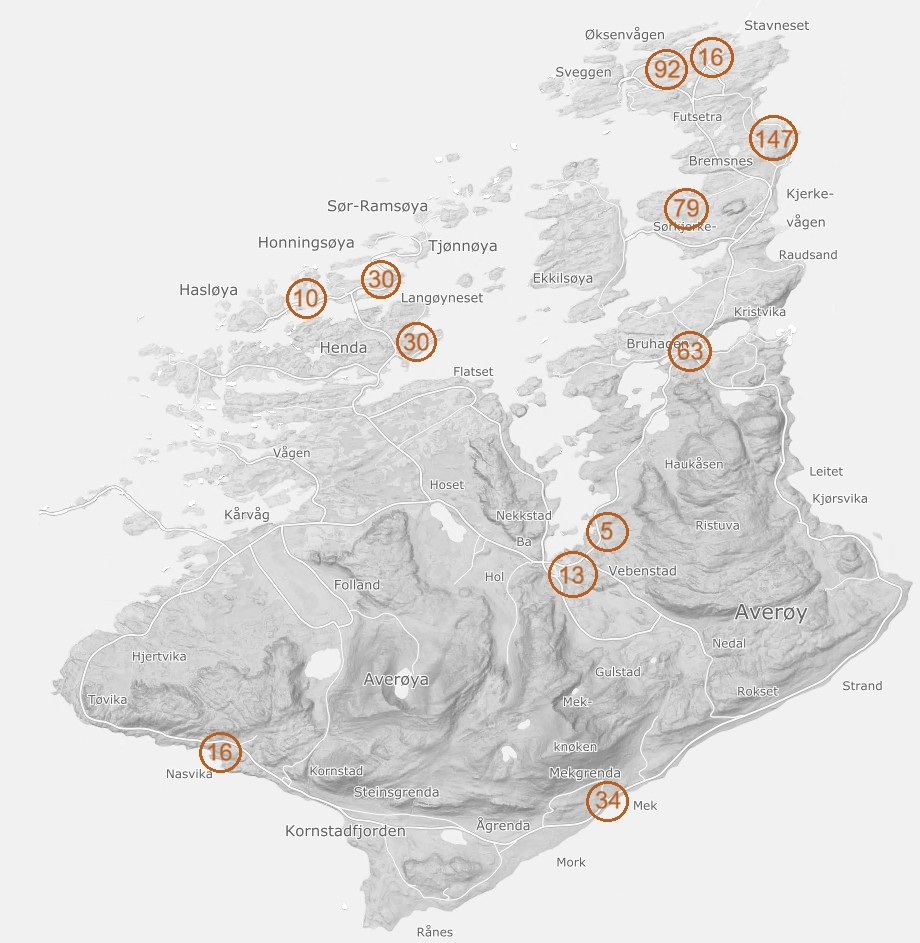 Stavneset
Øksenvågen
16
92
Sveggen
Futsetra
147
Bremsnes
Kjerke-
vågen
79
Sør-Ramsøya
Sørkjerke-
Honningsøya
Tjønnøya
Raudsand
30
Ekkilsøya
Hasløya
10
Langøyneset
Kristvika
30
Henda
Bruhagen
63
Flatset
Vågen
Haukåsen
Leitet
Hoset
Kjørsvika
Kårvåg
Nekkstad
Ristuva
5
Ba
Hol
13
Vebenstad
Folland
Averøy
Nedal
Hjertvika
Gulstad
Averøya
Strand
Rokset
Tøvika
Mek-
knøken
16
Nasvika
Kornstad
Mekgrenda
Steinsgrenda
34
Mek
Kornstadfjorden
Ågrenda
Mork
Rånes